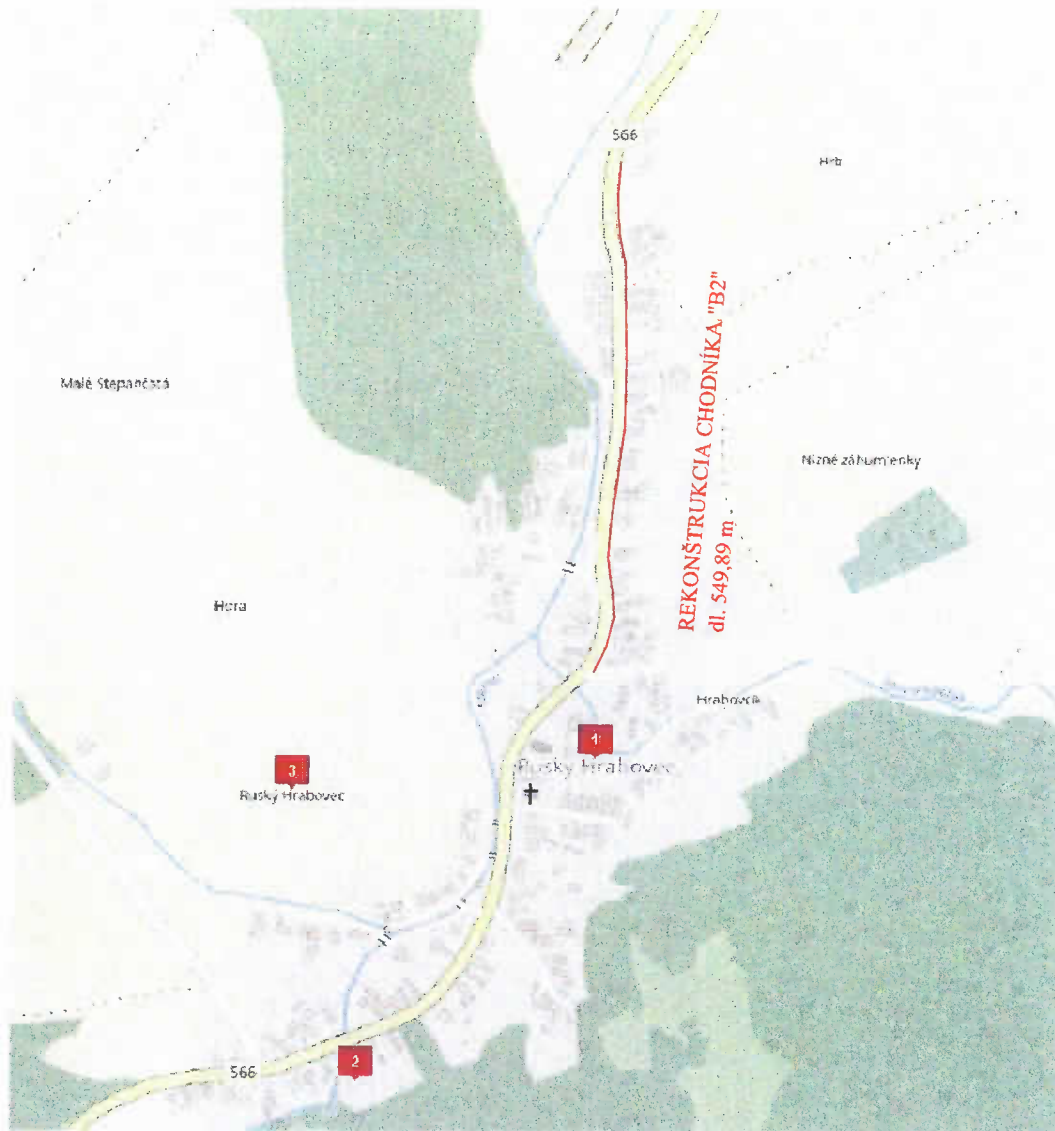 566
Hrb
REKONŠTRUKCIA CHODNÍKA "B2"
dl. 549,89 m
Malé Stepančatá
Nižné záhumienky
Hora
Hrabovčík
1
Ruský Hrabovec
3
Ruský Hrabovec
2
566